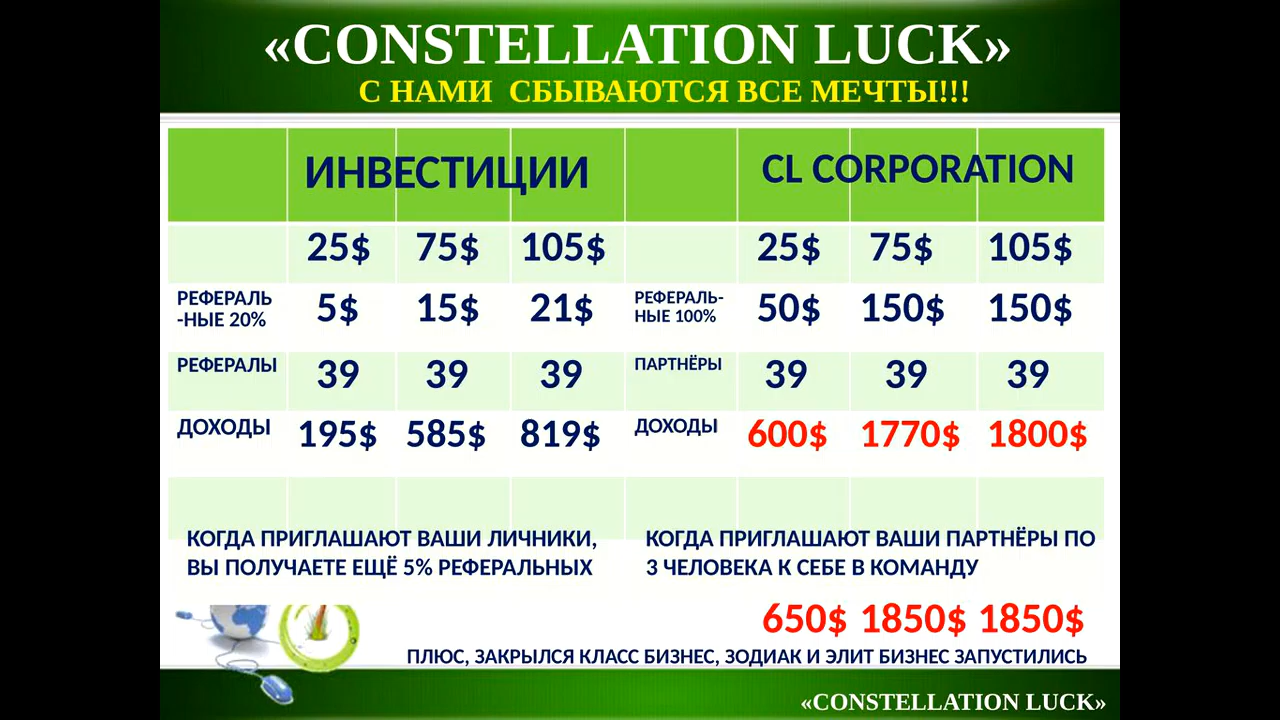 «CONSTELLATION LUCK»
С НАМИ СБЫВАЮТСЯ ВСЕ МЕЧТЫ!!!
ИНВЕСТИЦИИ CL CORPORATION
25$ 75$ 105$ 25$ 75$ 105$
РЕФЕРАЛЬ
-НЫЕ 20% 5$ 15$ 21$ РЕФЕРАЛЬ-
НЫЕ 100% 50$ 150$ 150$
РЕФЕРАЛЫ 39 39 39 ПАРТНЁРЫ 39 39 39
ДОХОДЫ 195$ 585$ 819$ ДОХОДЫ 600$ 1770$ 1800$
КОГДА ПРИГЛАШАЮТ ВАШИ ЛИЧНИКИ,
ВЫ ПОЛУЧАЕТЕ ЕЩЁ 5% РЕФЕРАЛЬНЫХ
КОГДА ПРИГЛАШАЮТ ВАШИ ПАРТНЁРЫ ПО
3 ЧЕЛОВЕКА К СЕБЕ В КОМАНДУ
650$ 1850$ 1850$
ПЛЮС, ЗАКРЫЛСЯ КЛАСС БИЗНЕС, ЗОДИАК И ЭЛИТ БИЗНЕС ЗАПУСТИЛИСЬ
«CONSTELLATION LUCK»